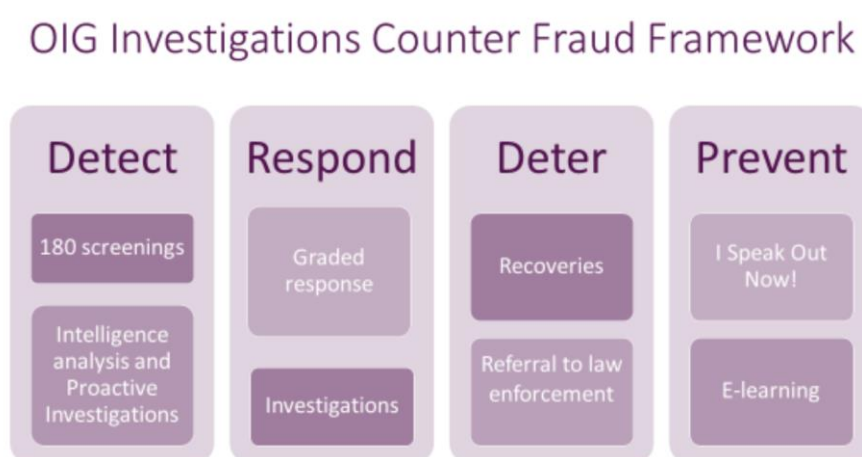 OIG Investigations Counter Fraud Framework
Detect
180 screenings
Intelligence
analysis and
Proactive
Investigations
Respond
Graded
response
Investigations
Deter
Recoveries
Referral to law
enforcement
Prevent
I Speak Out
Now!
E-learning